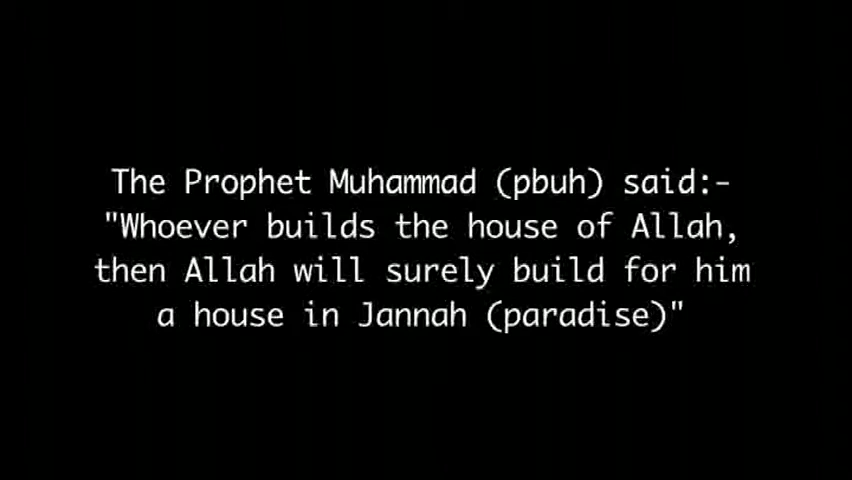 The Prophet Muhammad (pbuh) said:-
"Whoever builds the house of Allah,
then Allah will surely build for him
a house in Jannah (paradise)"